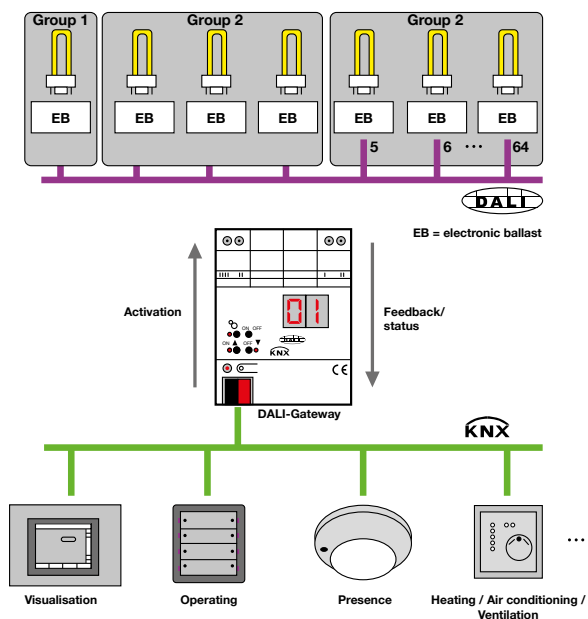 Group 1
Group 2
Group 2
EB
EB
EB
EB
EB
EB
EB
5
6
...
64
DALI
EB = electronic ballast
Activation
Feedback/
status
01
ON OFF
ON ▲ OFF ▼
DALI
KNX
CE
DALI-Gateway
KNX
Visualisation
Operating
Presence
Heating / Air conditioning /
Ventilation
...